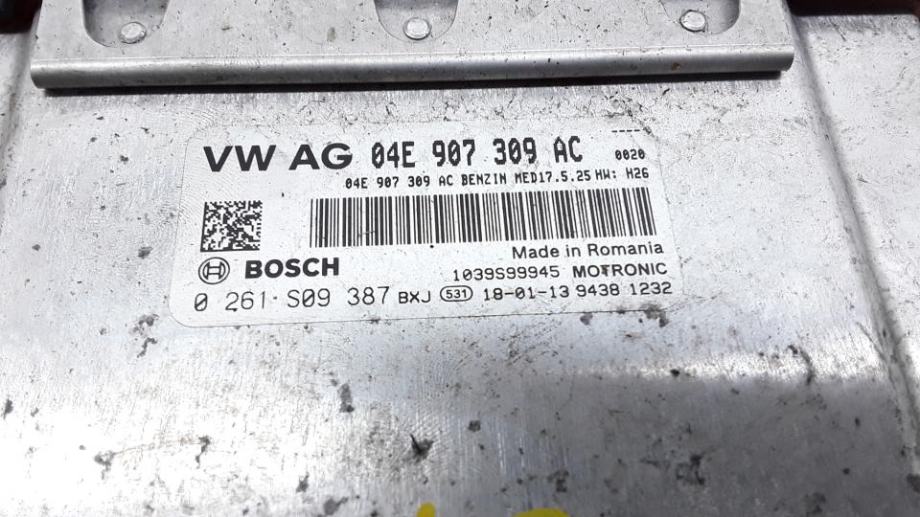 VW AG 04E 907 309 AC ---- 0020
04E 907 309 AC BENZIN MED17.5.25 HW: H26
Made in Romania
BOSCH 1039S99945 MOTRONIC
0 261 S09 387 BXJ 531 18-01-13 9438 1232